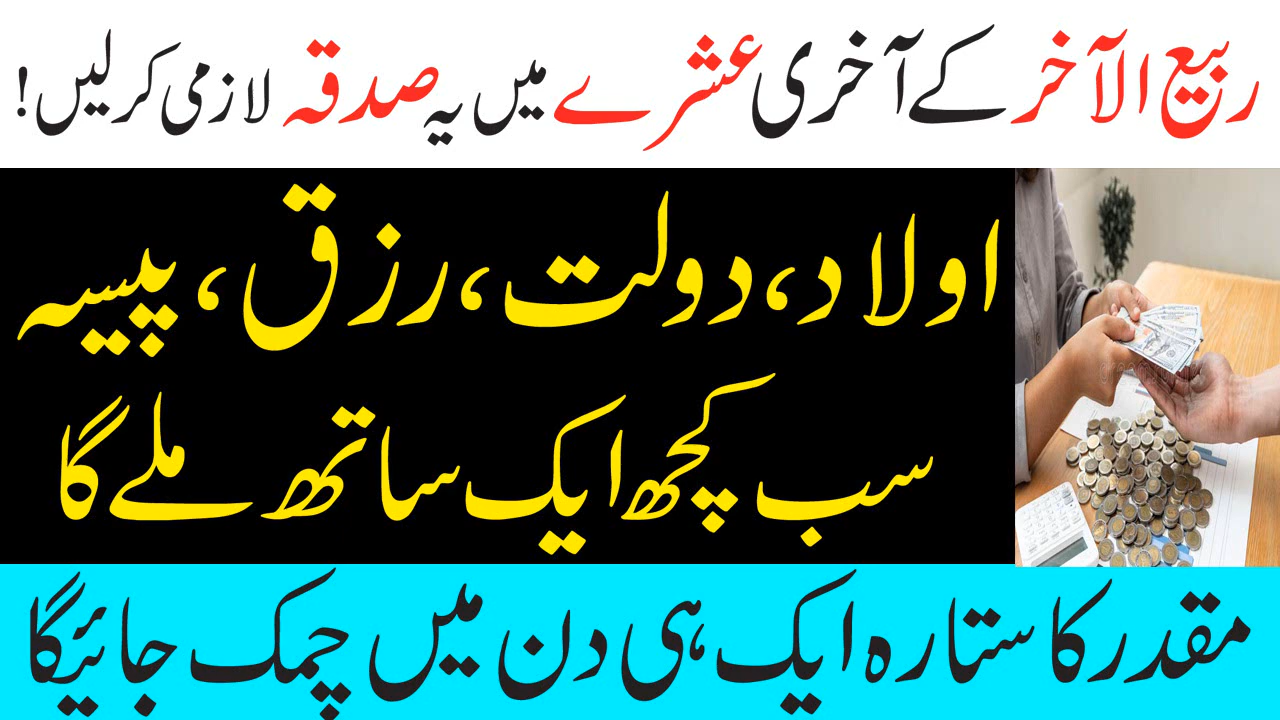 ربیع الآخر کے آخری عشرے میں یہ صدقہ لازمی کرلیں!
اولاد، دولت، رزق، پیسہ
سب کچھ ایک ساتھ ملے گا
مقدر کا ستارہ ایک ہی دن میں چمک جائیگا